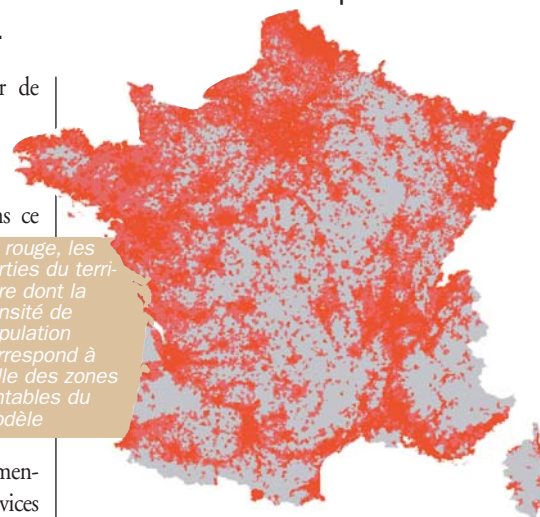 r de
ns ce
rouge, les
rties du terri-
re dont la
nsité de
pulation
rrespond à
lle des zones
ntables du
odèle
men-
vices